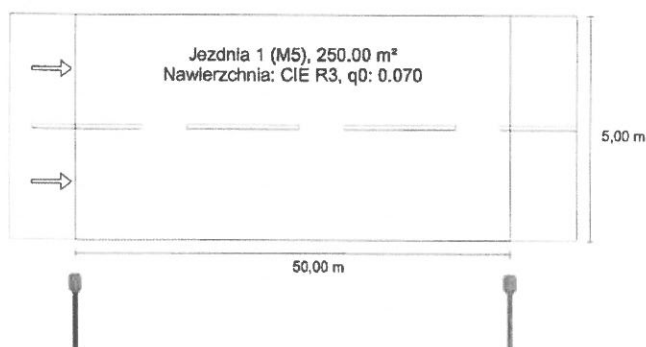 Jezdnia 1 (M5), 250.00 m²
Nawierzchnia: CIE R3, q0: 0.070
5,00 m
50,00 m